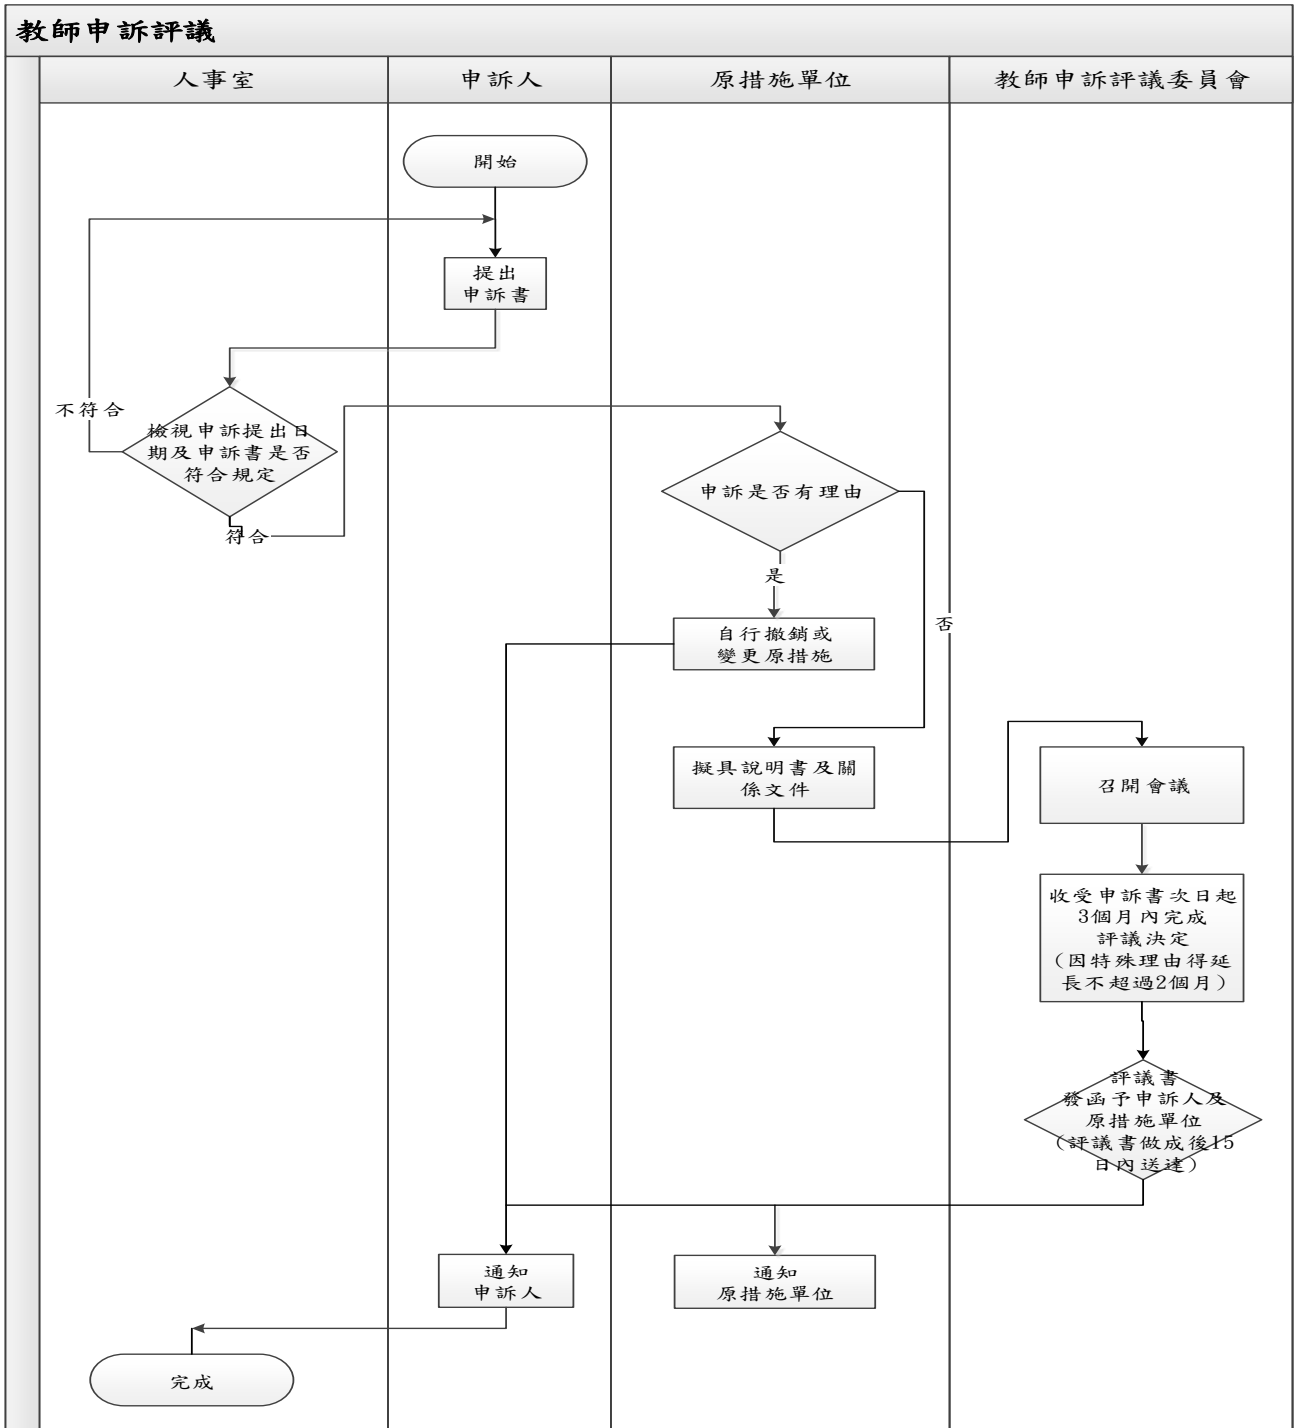 教師申訴評議
人事室
申訴人
原措施單位
教師申訴評議委員會
開始
提出
申訴書
不符合
檢視申訴提出日
期及申訴書是否
符合規定
符合
申訴是否有理由
是
否
自行撤銷或
變更原措施
擬具說明書及關
係文件
召開會議
收受申訴書次日起
3個月內完成
評議決定
（因特殊理由得延
長不超過2個月）
評議書
發函予申訴人及
原措施單位
（評議書做成後15
日內送達）
通知
申訴人
通知
原措施單位
完成